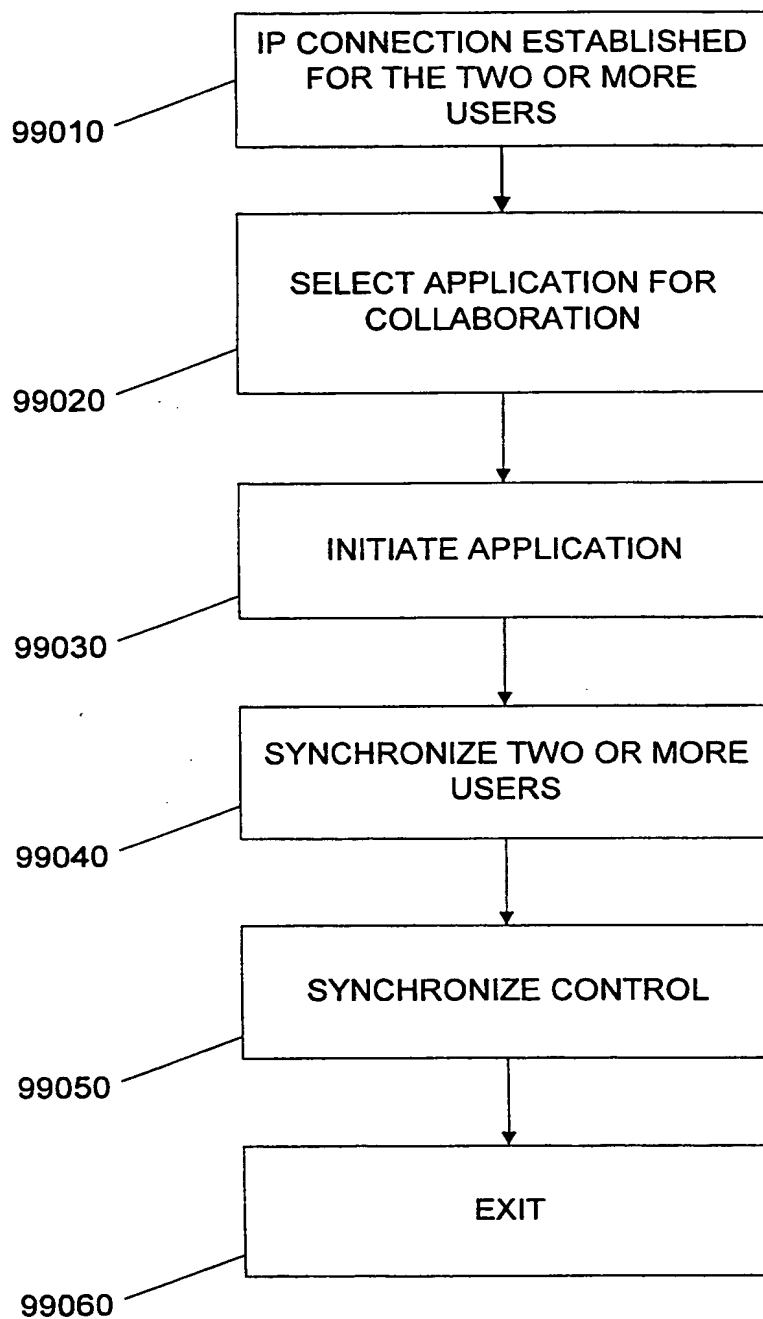 IP CONNECTION ESTABLISHED
FOR THE TWO OR MORE
USERS
99010
SELECT APPLICATION FOR
COLLABORATION
99020
INITIATE APPLICATION
99030
SYNCHRONIZE TWO OR MORE
USERS
99040
SYNCHRONIZE CONTROL
99050
EXIT
99060